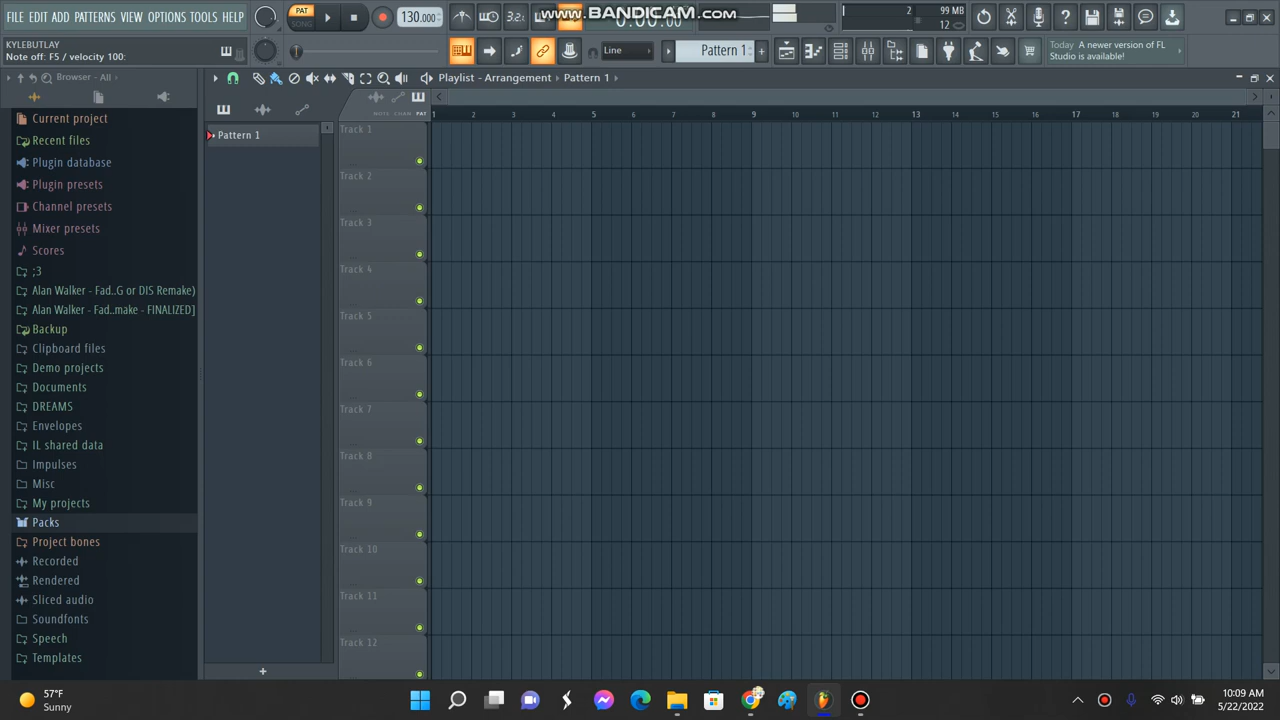 FILE EDIT ADD PATTERNS VIEW OPTIONS TOOLS HELP
PAT
SONG
130.000
3.2.
www.BANDICAM.com
2
99 MB
12
KYLEBUTLAY
Note off: F5 / velocity 100:
Line
Pattern 1
+
Today
A newer version of FL Studio is available!
Browser - All
Playlist - Arrangement
Pattern 1
Current project
Recent files
Plugin database
Plugin presets
Channel presets
Mixer presets
Scores
;3
Alan Walker - Fad..G or DIS Remake)
Alan Walker - Fad..make - FINALIZED]
Backup
Clipboard files
Demo projects
Documents
DREAMS
Envelopes
IL shared data
Impulses
Misc
My projects
Packs
Project bones
Recorded
Rendered
Sliced audio
Soundfonts
Speech
Templates
Pattern 1
+
NOTE CHAN PAT
1 2 3 4 5 6 7 8 9 10 11 12 13 14 15 16 17 18 19 20 21
Track 1
Track 2
Track 3
Track 4
Track 5
Track 6
Track 7
Track 8
Track 9
Track 10
Track 11
Track 12
57°F
Sunny
10:09 AM
5/22/2022